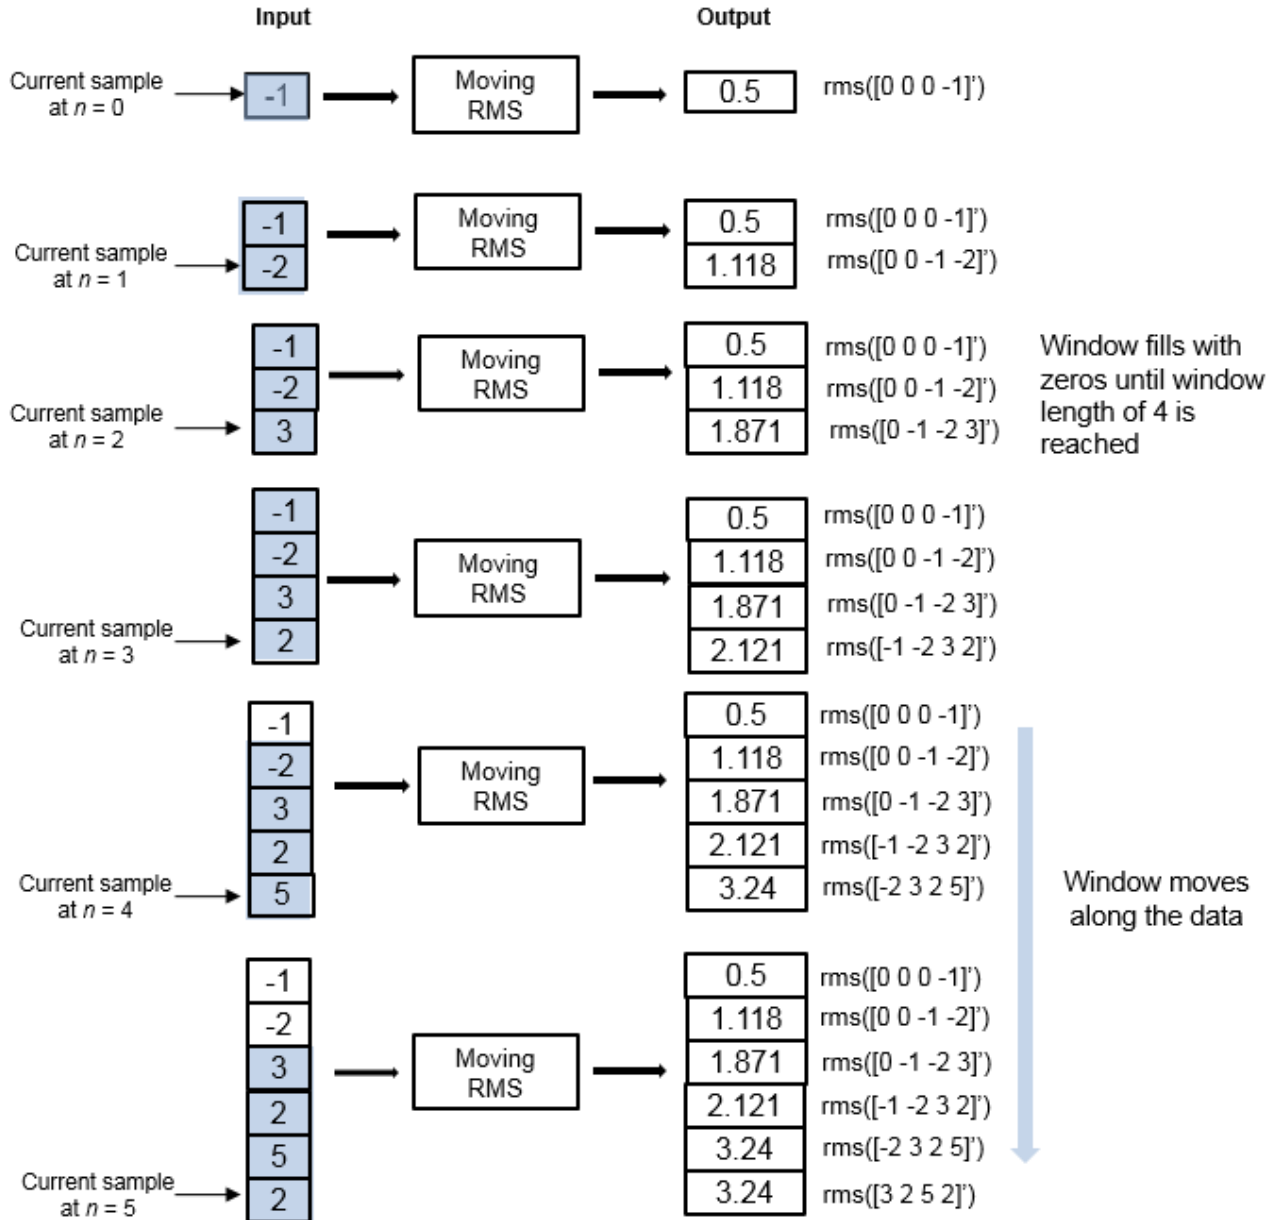 Input
Output
Current sample
at n = 0
-1
Moving
RMS
0.5
rms([0 0 0 -1]')
Current sample
at n = 1
-1
-2
Moving
RMS
0.5
1.118
rms([0 0 0 -1]')
rms([0 0 -1 -2]')
Current sample
at n = 2
-1
-2
3
Moving
RMS
0.5
1.118
1.871
rms([0 0 0 -1]')
rms([0 0 -1 -2]')
rms([0 -1 -2 3]')
Window fills with
zeros until window
length of 4 is
reached
Current sample
at n = 3
-1
-2
3
2
Moving
RMS
0.5
1.118
1.871
2.121
rms([0 0 0 -1]')
rms([0 0 -1 -2]')
rms([0 -1 -2 3]')
rms([-1 -2 3 2]')
Current sample
at n = 4
-1
-2
3
2
5
Moving
RMS
0.5
1.118
1.871
2.121
3.24
rms([0 0 0 -1]')
rms([0 0 -1 -2]')
rms([0 -1 -2 3]')
rms([-1 -2 3 2]')
rms([-2 3 2 5]')
Window moves
along the data
Current sample
at n = 5
-1
-2
3
2
5
2
Moving
RMS
0.5
1.118
1.871
2.121
3.24
3.24
rms([0 0 0 -1]')
rms([0 0 -1 -2]')
rms([0 -1 -2 3]')
rms([-1 -2 3 2]')
rms([-2 3 2 5]')
rms([3 2 5 2]')